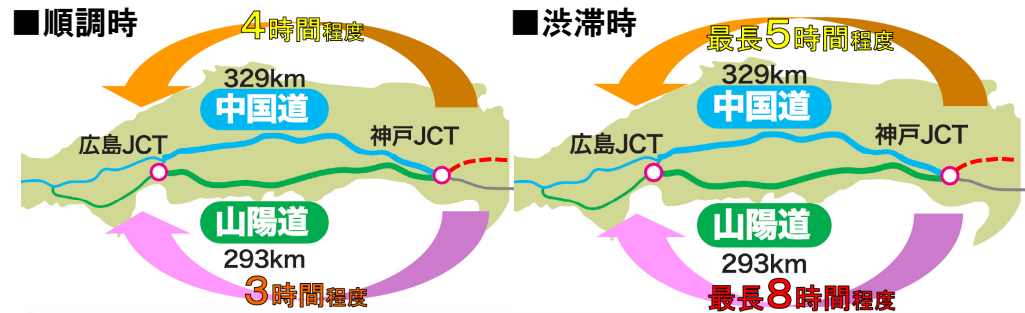 ■順調時
4時間程度
329km
中国道
広島JCT
神戸JCT
山陽道
293km
3時間程度
■渋滞時
最長5時間程度
329km
中国道
広島JCT
神戸JCT
山陽道
293km
最長8時間程度